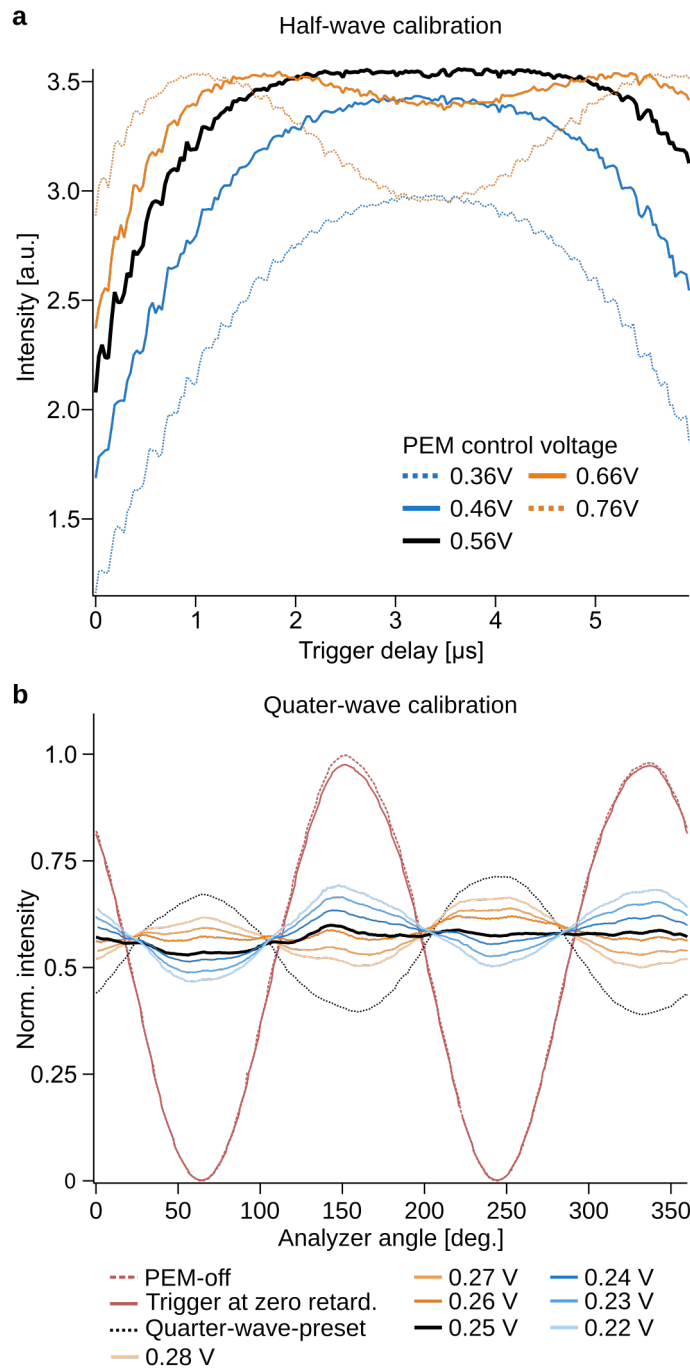 a
Half-wave calibration
3.5
3.0
2.5
2.0
1.5
Intensity [a.u.]
PEM control voltage
0.36V
0.66V
0.46V
0.76V
0.56V
0 1 2 3 4 5
Trigger delay [µs]
b
Quater-wave calibration
1.0
0.75
0.5
0.25
0
Norm. intensity
0 50 100 150 200 250 300 350
Analyzer angle [deg.]
PEM-off
0.27 V
0.24 V
Trigger at zero retard.
0.26 V
0.23 V
Quarter-wave-preset
0.25 V
0.22 V
0.28 V